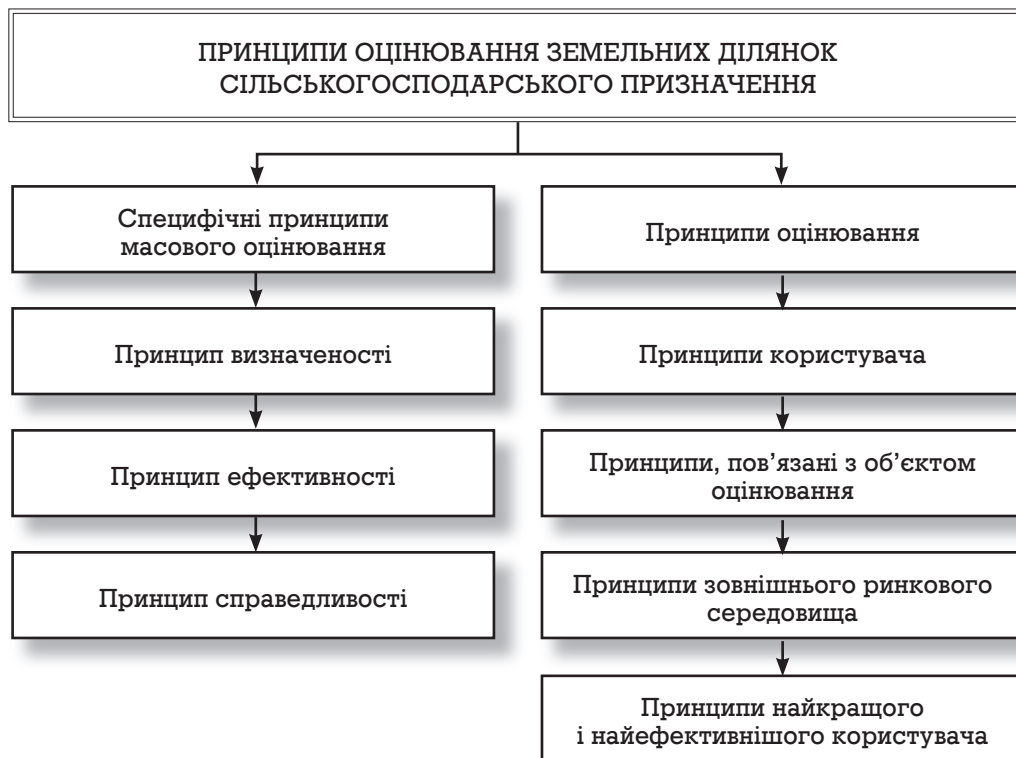 ПРИНЦИПИ ОЦІНЮВАННЯ ЗЕМЕЛЬНИХ ДІЛЯНОК
СІЛЬСЬКОГОСПОДАРСЬКОГО ПРИЗНАЧЕННЯ
Специфічні принципи
масового оцінювання
Принцип визначеності
Принцип ефективності
Принцип справедливості
Принципи оцінювання
Принципи користувача
Принципи, пов’язані з об’єктом
оцінювання
Принципи зовнішнього ринкового
середовища
Принципи найкращого
і найефективнішого користувача